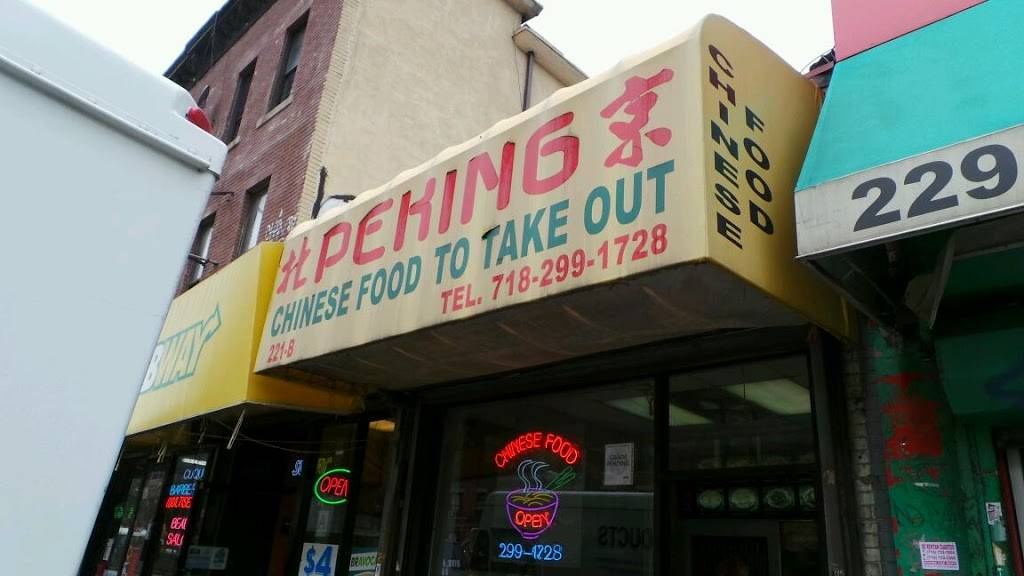 北 PEKING 京
CHINESE FOOD TO TAKE OUT
TEL. 718-299-1728
221-B
CHINESE
FOOD
229
BWAY
OPEN
$4
CHINESE FOOD
OPEN
299-1728